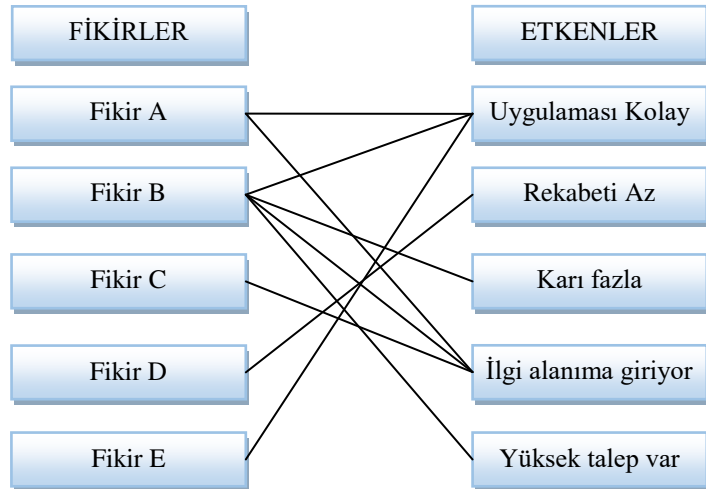 FİKİRLER
ETKENLER
Fikir A
Uygulaması Kolay
Fikir B
Rekabeti Az
Fikir C
Karı fazla
Fikir D
İlgi alanıma giriyor
Fikir E
Yüksek talep var